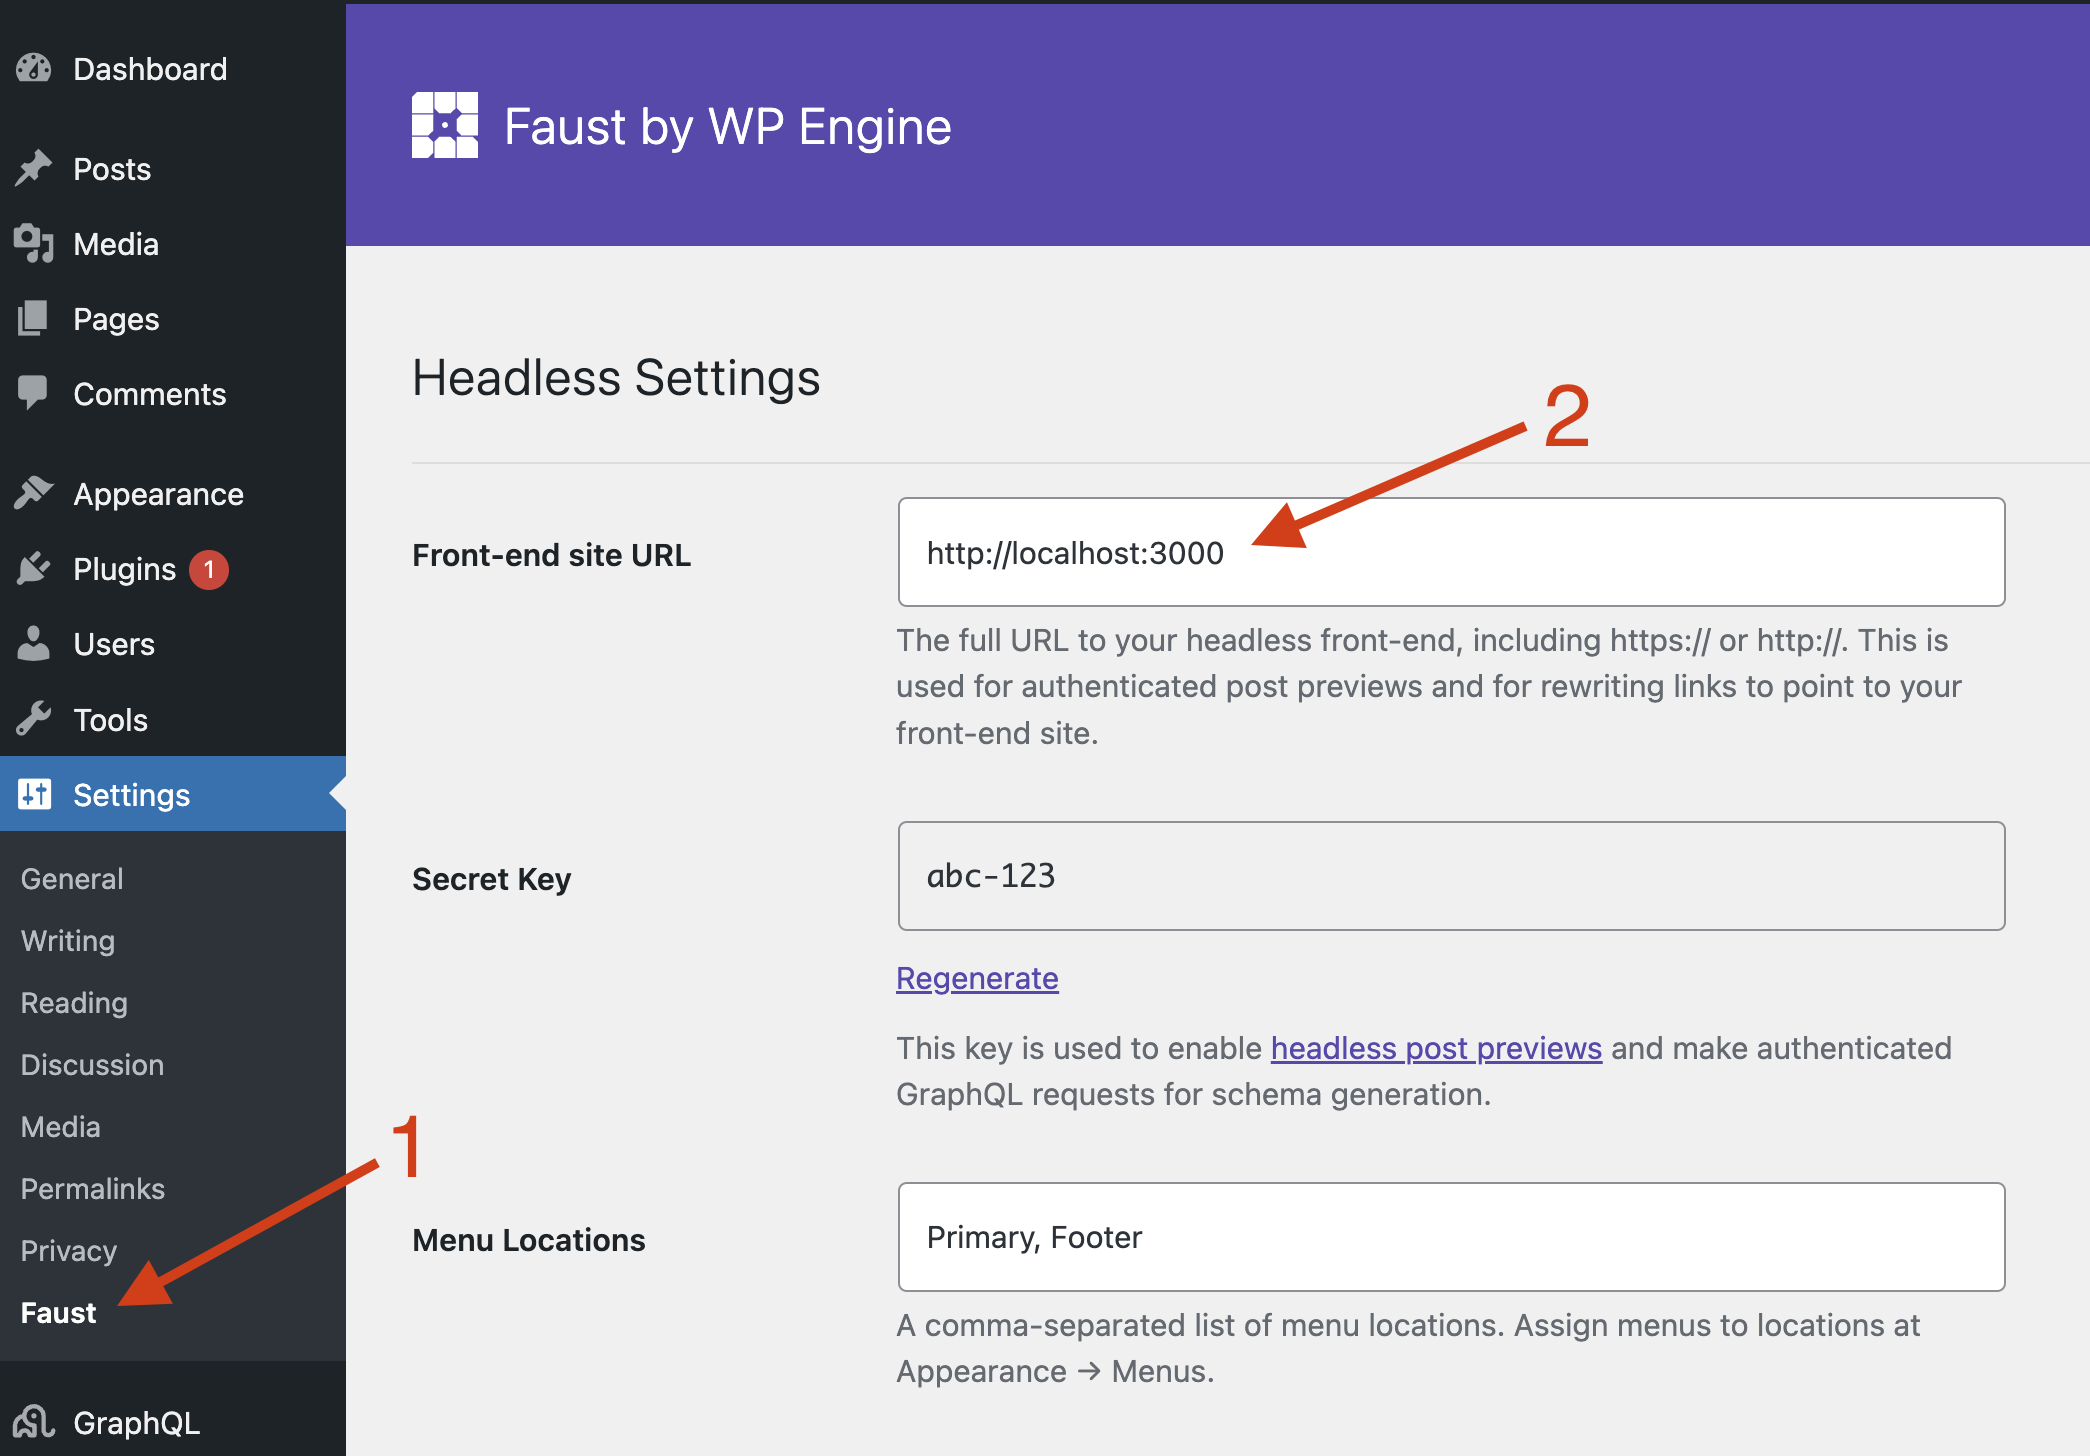 Dashboard
Posts
Media
Pages
Comments
Appearance
Plugins 1
Users
Tools
Settings
General
Writing
Reading
Discussion
Media
Permalinks
Privacy
Faust
GraphQL
1
Faust by WP Engine
Headless Settings
2
Front-end site URL
http://localhost:3000
The full URL to your headless front-end, including https:// or http://. This is
used for authenticated post previews and for rewriting links to point to your
front-end site.
Secret Key
abc-123
Regenerate
This key is used to enable headless post previews and make authenticated
GraphQL requests for schema generation.
Menu Locations
Primary, Footer
A comma-separated list of menu locations. Assign menus to locations at
Appearance → Menus.